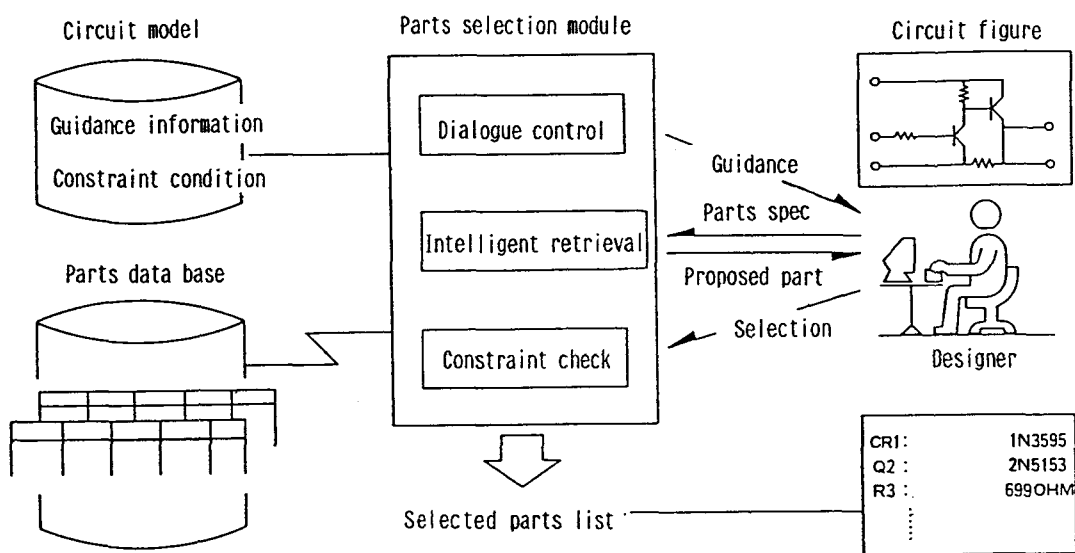 Circuit model
Guidance information
Constraint condition
Parts data base
Parts selection module
Dialogue control
Intelligent retrieval
Constraint check
Selected parts list
Circuit figure
Guidance
Parts spec
Proposed part
Selection
Designer
CR1: 1N3595
Q2 : 2N5153
R3 : 699OHM